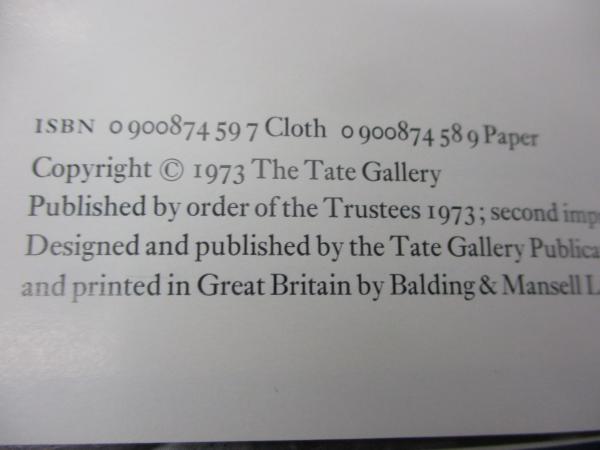 ISBN 0 900874 59 7 Cloth 0 900874 58 9 Paper
Copyright © 1973 The Tate Gallery
Published by order of the Trustees 1973; second
Designed and published by the Tate Gallery
and printed in Great Britain by Balding & Mansell